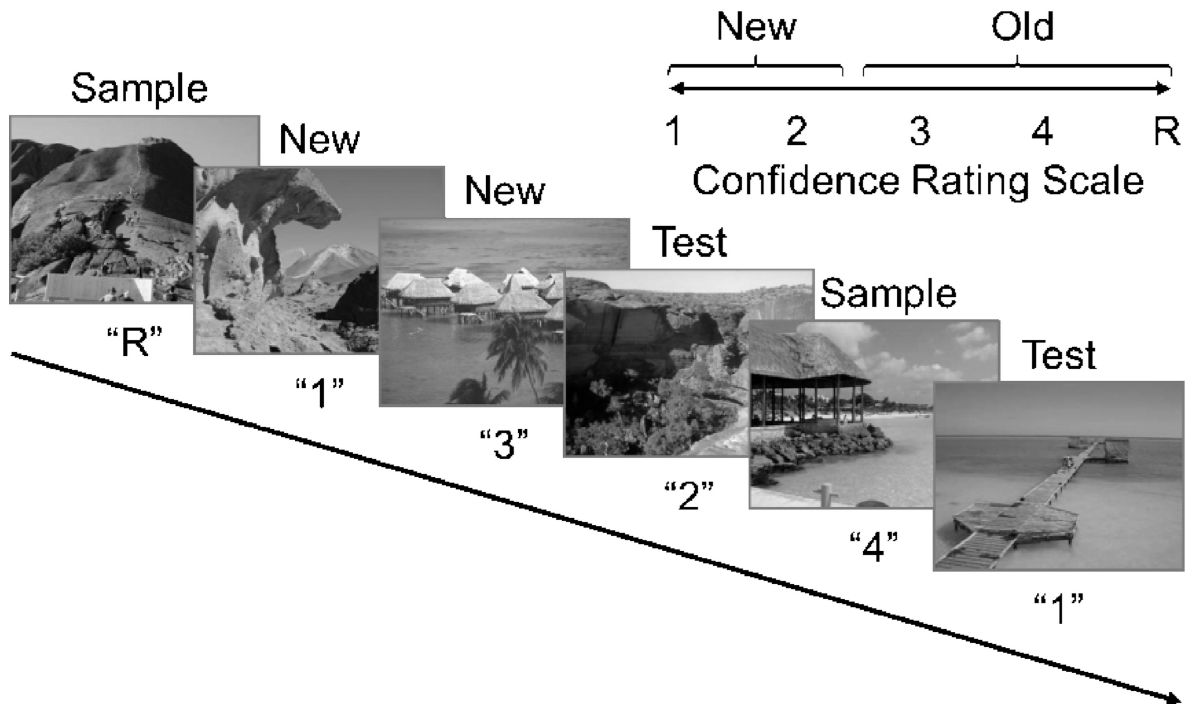 New Old
Sample
1 2 3 4 R
New
Confidence Rating Scale
New
Test
Sample
“R”
Test
“1”
“3”
“2”
“4”
“1”